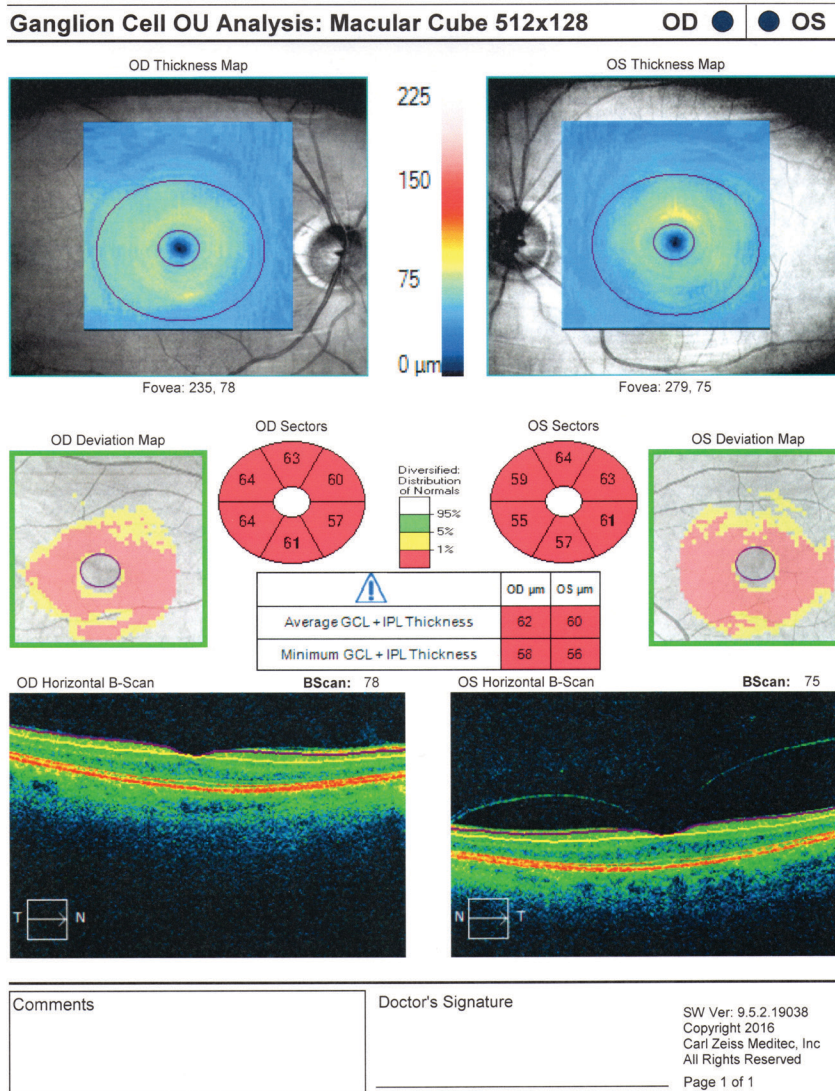 Ganglion Cell OU Analysis: Macular Cube 512x128 OD OS
OD Thickness Map
OS Thickness Map
225
150
75
0 µm
Fovea: 235, 78
Fovea: 279, 75
OD Deviation Map
OD Sectors
63
64 60
64 57
61
Diversified:
Distribution
of Normals
95%
5%
1%
OS Sectors
64
59 63
55 61
57
OS Deviation Map
OD µm OS µm
Average GCL + IPL Thickness 62 60
Minimum GCL + IPL Thickness 58 56
OD Horizontal B-Scan BScan: 78
OS Horizontal B-Scan BScan: 75
T N
N T
Comments
Doctor's Signature
SW Ver: 9.5.2.19038
Copyright 2016
Carl Zeiss Meditec, Inc
All Rights Reserved
Page 1 of 1